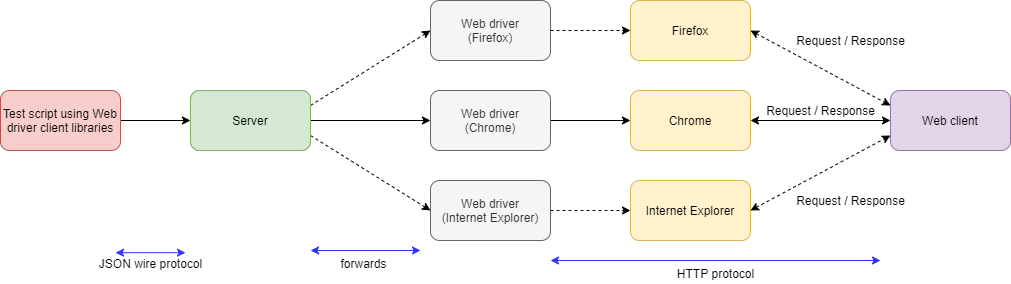 Test script using Web
driver client libraries
Server
Web driver
(Firefox)
Web driver
(Chrome)
Web driver
(Internet Explorer)
Firefox
Chrome
Internet Explorer
Request / Response
Request / Response
Request / Response
Web client
JSON wire protocol
forwards
HTTP protocol